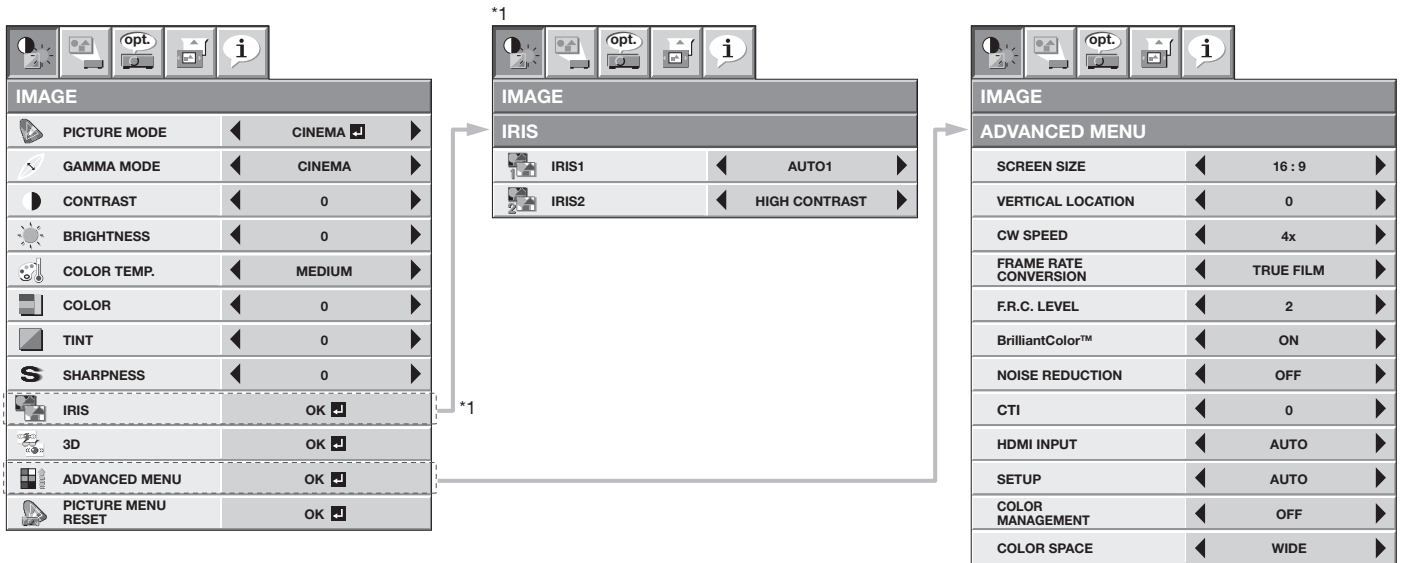 opt.
IMAGE
PICTURE MODE CINEMA
GAMMA MODE CINEMA
CONTRAST 0
BRIGHTNESS 0
COLOR TEMP. MEDIUM
COLOR 0
TINT 0
S SHARPNESS 0
IRIS OK
*1
3D OK
ADVANCED MENU OK
PICTURE MENU
RESET
OK
*1
opt.
i
IMAGE
IRIS
1 IRIS1 AUTO1
2 IRIS2 HIGH CONTRAST
opt.
i
IMAGE
ADVANCED MENU
SCREEN SIZE 16 : 9
VERTICAL LOCATION 0
CW SPEED 4x
FRAME RATE
CONVERSION
TRUE FILM
F.R.C. LEVEL 2
BrilliantColor™ ON
NOISE REDUCTION OFF
CTI 0
HDMI INPUT AUTO
SETUP AUTO
COLOR
MANAGEMENT
OFF
COLOR SPACE WIDE